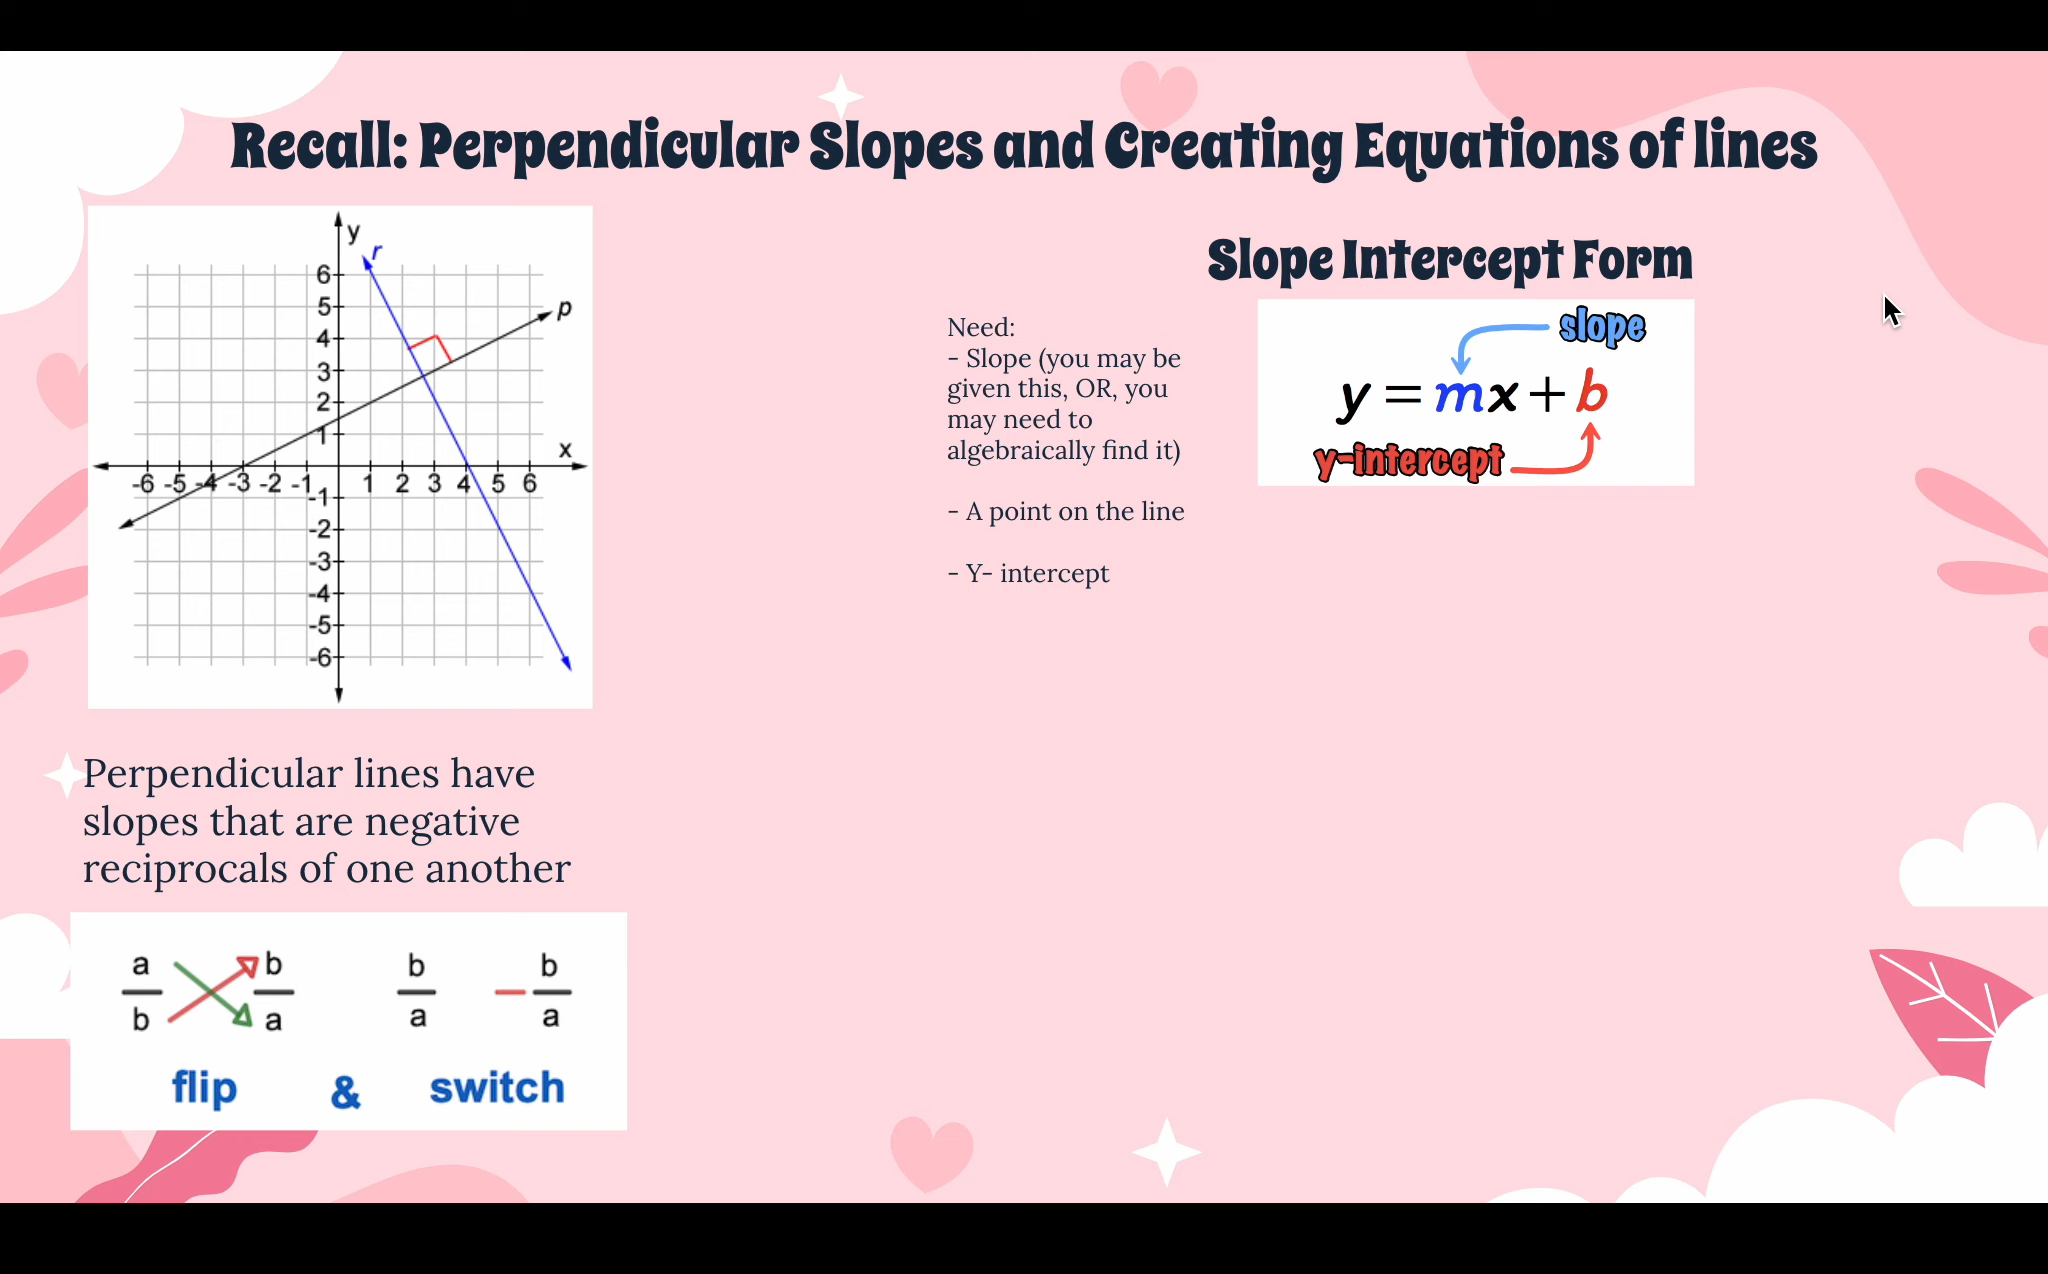 Recall: Perpendicular Slopes and Creating Equations of lines
y
r
p
6
5
4
3
2
1
x
-6 -5 -4 -3 -2 -1 1 2 3 4 5 6
-1
-2
-3
-4
-5
-6
Perpendicular lines have
slopes that are negative
reciprocals of one another
a b b b
b a a − a
flip & switch
Slope Intercept Form
Need:
- Slope (you may be
given this, OR, you
may need to
algebraically find it)
- A point on the line
- Y- intercept
slope
y = mx + b
y-intercept